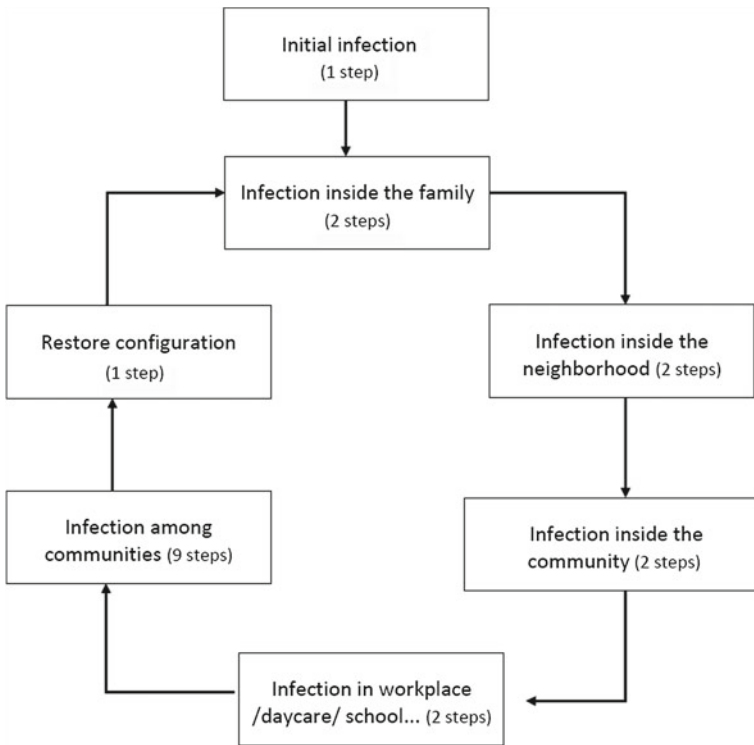 Initial infection
(1 step)
Infection inside the family
(2 steps)
Restore configuration
(1 step)
Infection inside the
neighborhood (2 steps)
Infection among
communities (9 steps)
Infection inside the
community (2 steps)
Infection in workplace
/daycare/ school... (2 steps)